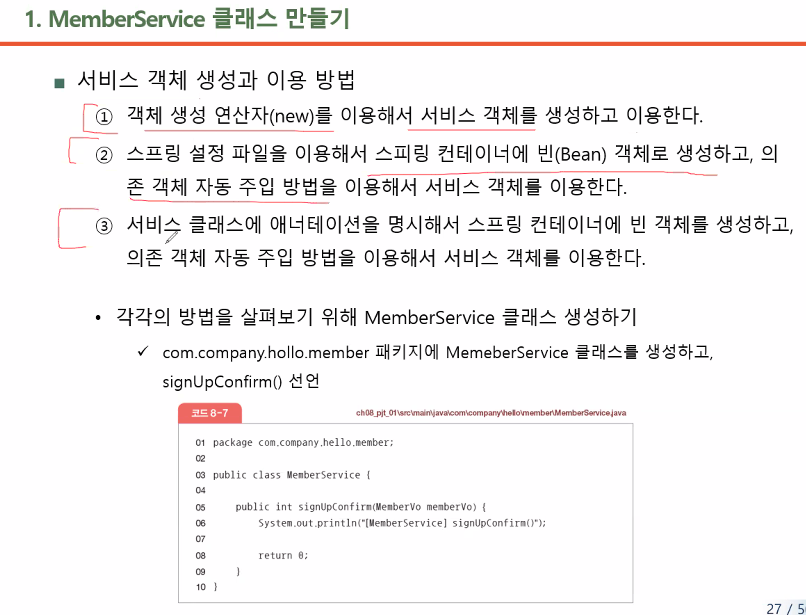 1. MemberService 클래스 만들기
■ 서비스 객체 생성과 이용 방법
① 객체 생성 연산자(new)를 이용해서 서비스 객체를 생성하고 이용한다.
② 스프링 설정 파일을 이용해서 스피링 컨테이너에 빈(Bean) 객체로 생성하고, 의
존 객체 자동 주입 방법을 이용해서 서비스 객체를 이용한다.
③ 서비스 클래스에 애너테이션을 명시해서 스프링 컨테이너에 빈 객체를 생성하고,
의존 객체 자동 주입 방법을 이용해서 서비스 객체를 이용한다.
• 각각의 방법을 살펴보기 위해 MemberService 클래스 생성하기
✓ com.company.hollo.member 패키지에 MemeberService 클래스를 생성하고,
signUpConfirm() 선언
코드 8-7 ch08_pjt_01\src\main\java\com\company\hello\member\MemberService.java
01 package com.company.hello.member;
02
03 public class MemberService {
04
05 public int signUpConfirm(MemberVo memberVo) {
06 System.out.println("[MemberService] signUpConfirm()");
07
08 return 0;
09 }
10 }
27 / 5